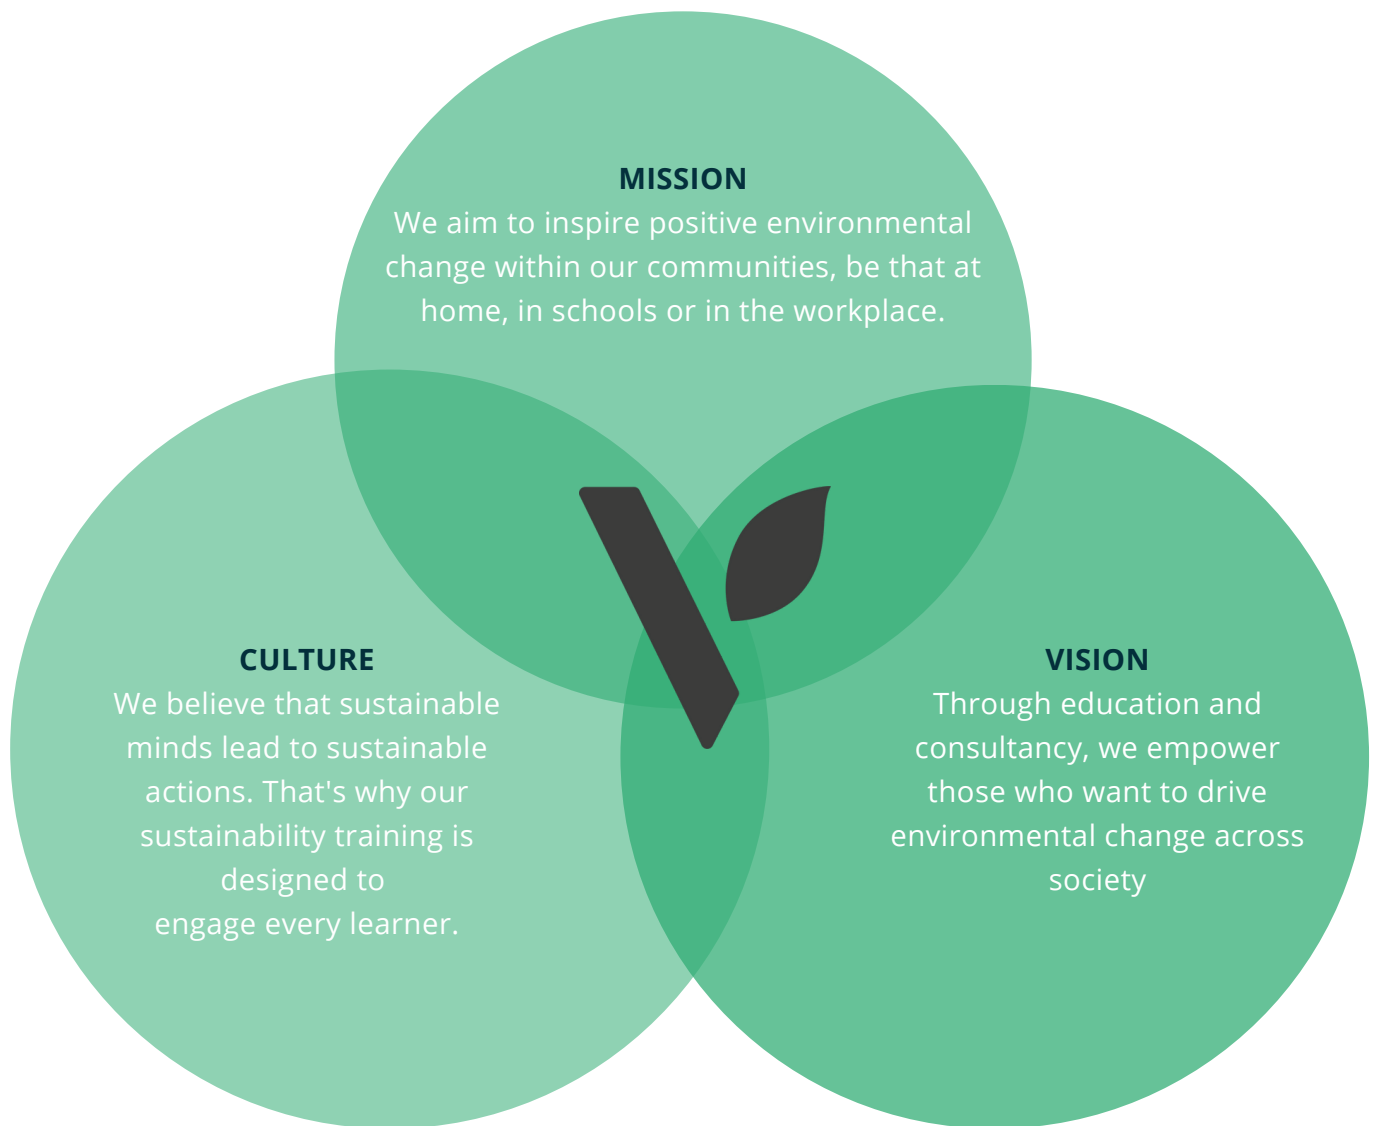 MISSION
We aim to inspire positive environmental
change within our communities, be that at
home, in schools or in the workplace.
CULTURE
We believe that sustainable
minds lead to sustainable
actions. That's why our
sustainability training is
designed to
engage every learner.
VISION
Through education and
consultancy, we empower
those who want to drive
environmental change across
society